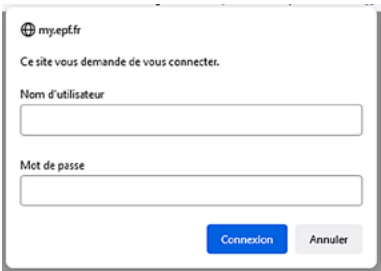 my.epf.fr
Ce site vous demande de vous connecter.
Nom d'utilisateur
Mot de passe
Connexion
Annuler